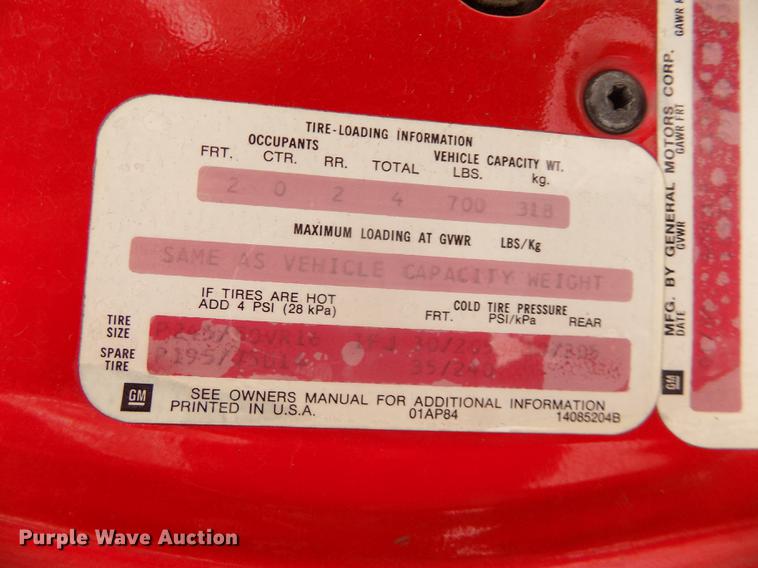 TIRE-LOADING INFORMATION
OCCUPANTS VEHICLE CAPACITY WT.
FRT. CTR. RR. TOTAL LBS. kg.
2 0 2 4 700 318
MAXIMUM LOADING AT GVWR LBS/Kg
SAME AS VEHICLE CAPACITY WEIGHT
IF TIRES ARE HOT
ADD 4 PSI (28 kPa)
COLD TIRE PRESSURE
FRT. PSI/kPa REAR
TIRE
SIZE
SPARE
TIRE
35/240
GM
SEE OWNERS MANUAL FOR ADDITIONAL INFORMATION
PRINTED IN U.S.A. 01AP84 14085204B
GM
MFG. BY GENERAL MOTORS CORP.
DATE GVWR GAWR FRT
Purple Wave Auction